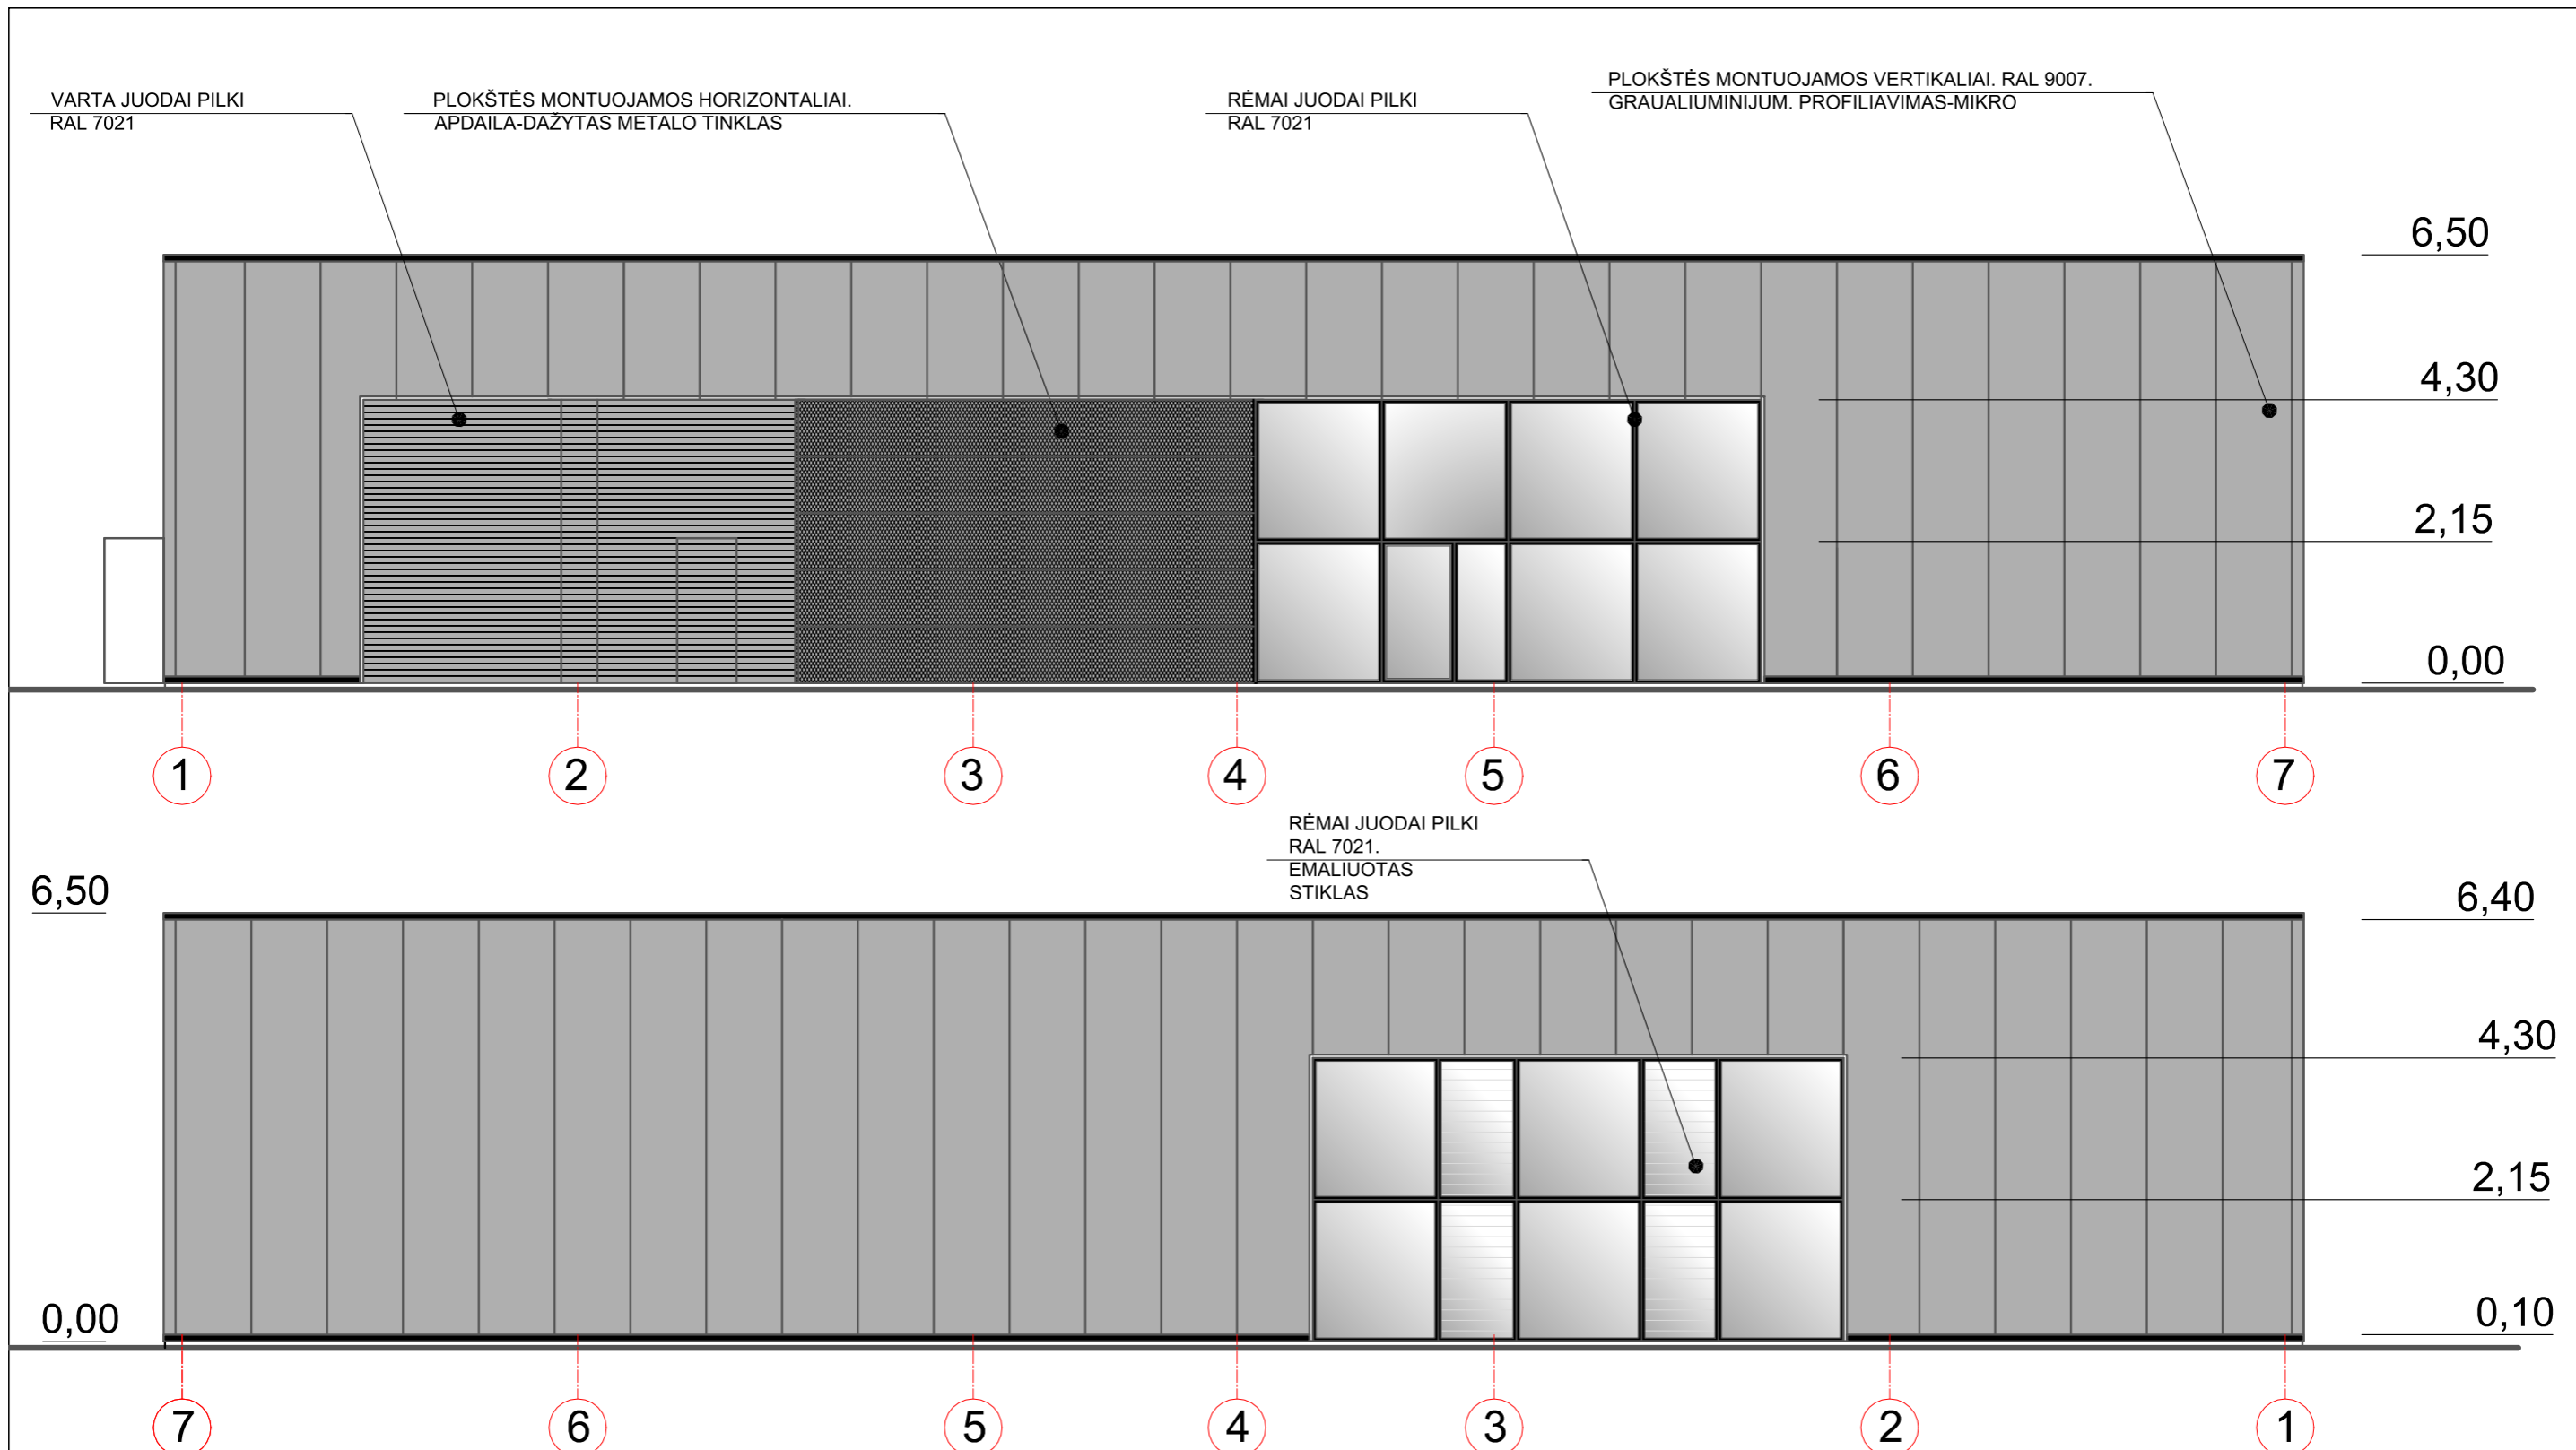 VARTA JUODAI PILKI
RAL 7021
PLOKŠTĖS MONTUOJAMOS HORIZONTALIAI.
APDAILA-DAŽYTAS METALO TINKLAS
RĖMAI JUODAI PILKI
RAL 7021
PLOKŠTĖS MONTUOJAMOS VERTIKALIAI. RAL 9007.
GRAUALIUMINIJUM. PROFILIAVIMAS-MIKRO
6,50
4,30
2,15
0,00
1 2 3 4 5 6 7
RĖMAI JUODAI PILKI
RAL 7021.
EMALIUOTAS
STIKLAS
6,50
6,40
4,30
2,15
0,00
0,10
7 6 5 4 3 2 1